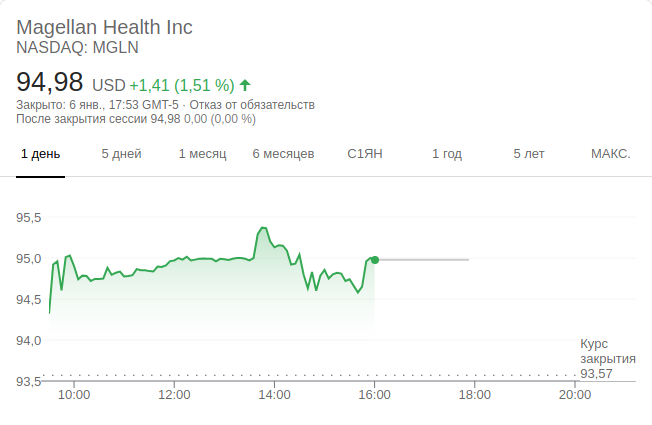 Magellan Health Inc
NASDAQ: MGLN
94,98 USD +1,41 (1,51 %)
Закрыто: 6 янв., 17:53 GMT-5 · Отказ от обязательств
После закрытия сессии 94,98 0,00 (0,00 %)
1 день 5 дней 1 месяц 6 месяцев С1ЯН 1 год 5 лет МАКС.
95,5
95,0
94,5
94,0
Курс
закрытия
93,57
93,5
10:00 12:00 14:00 16:00 18:00 20:00